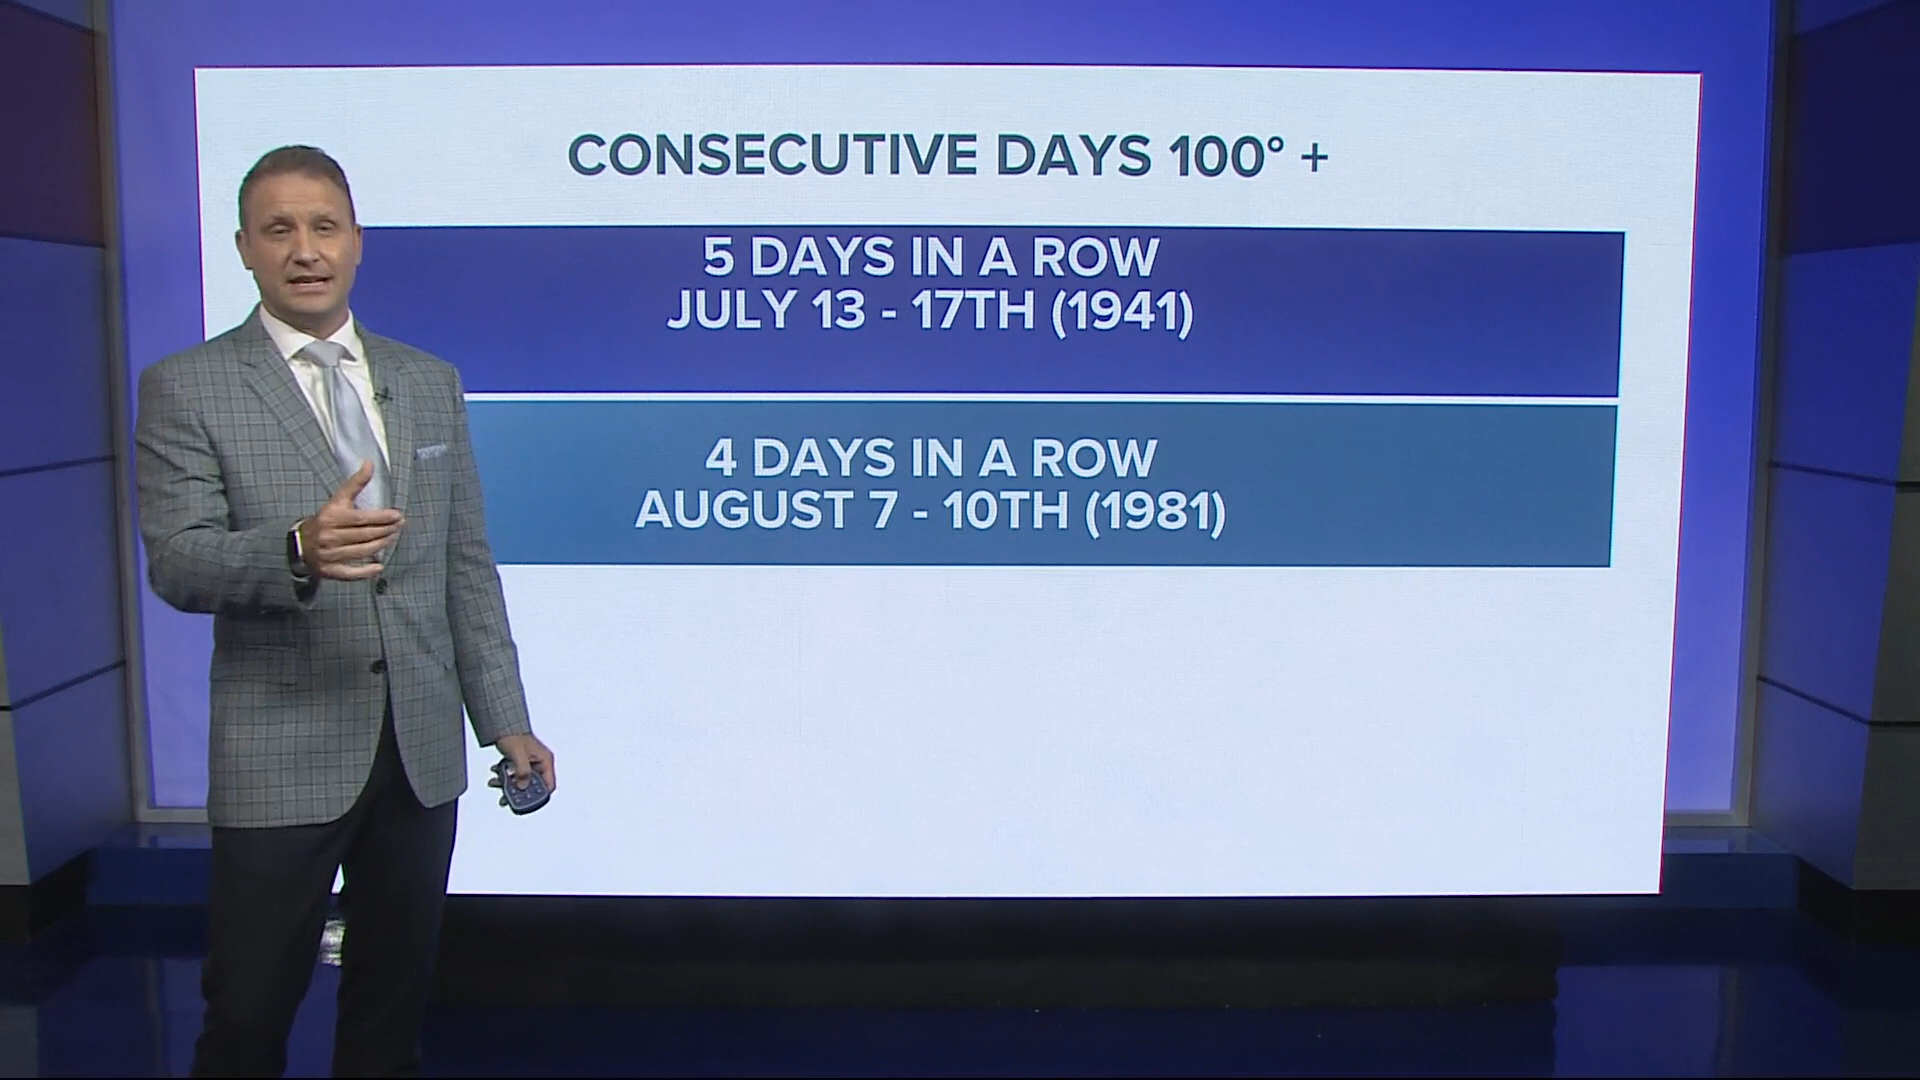 CONSECUTIVE DAYS 100° +
5 DAYS IN A ROW
JULY 13 - 17TH (1941)
4 DAYS IN A ROW
AUGUST 7 - 10TH (1981)